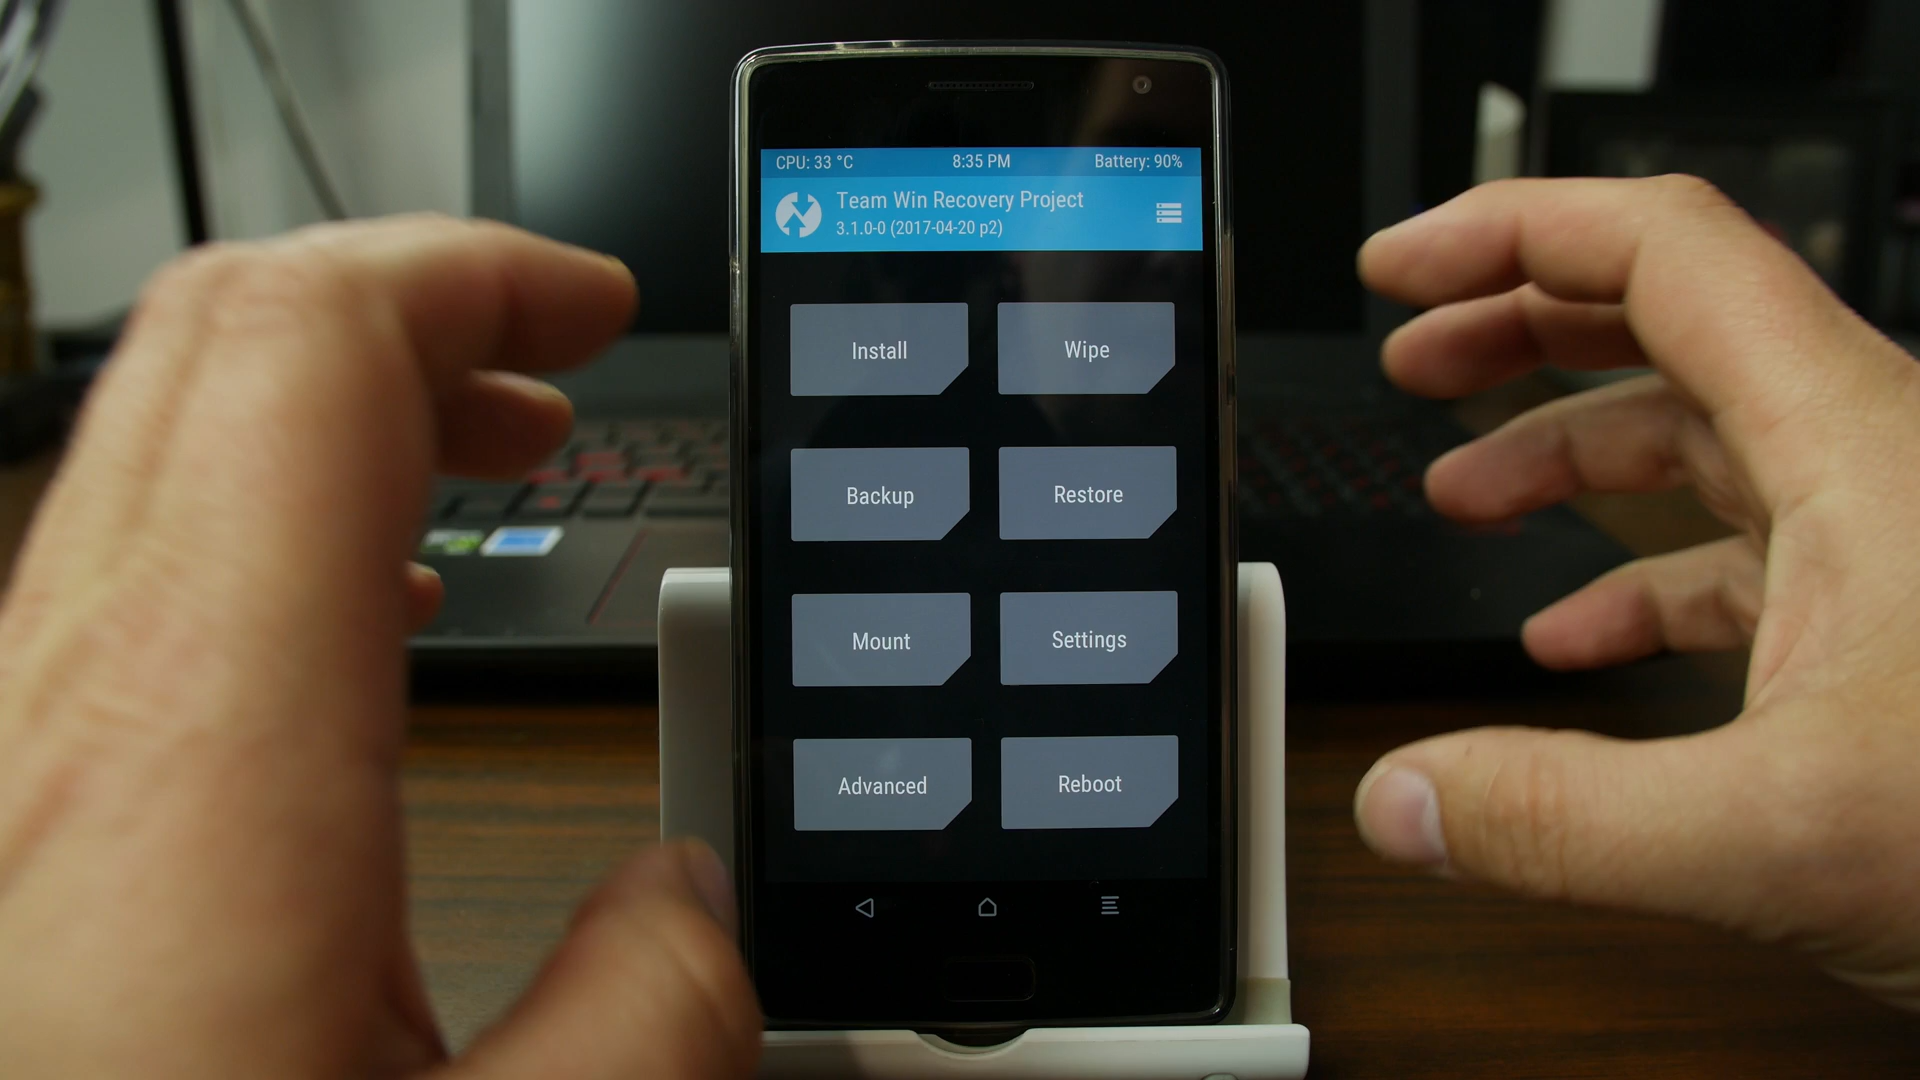 CPU: 33 °C 8:35 PM Battery: 90%
Team Win Recovery Project
3.1.0-0 (2017-04-20 p2)
Install Wipe
Backup Restore
Mount Settings
Advanced Reboot